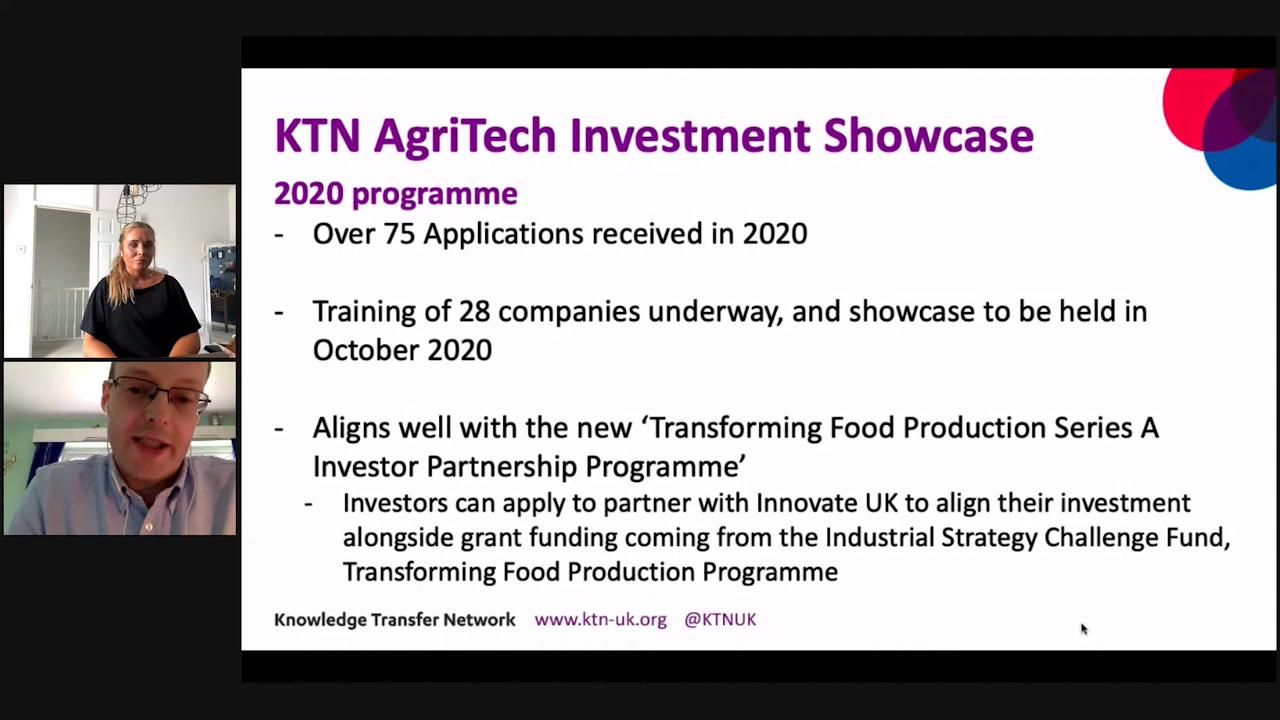 KTN AgriTech Investment Showcase
2020 programme
- Over 75 Applications received in 2020
- Training of 28 companies underway, and showcase to be held in
October 2020
- Aligns well with the new ‘Transforming Food Production Series A
Investor Partnership Programme’
- Investors can apply to partner with Innovate UK to align their investment
alongside grant funding coming from the Industrial Strategy Challenge Fund,
Transforming Food Production Programme
Knowledge Transfer Network www.ktn-uk.org @KTNUK